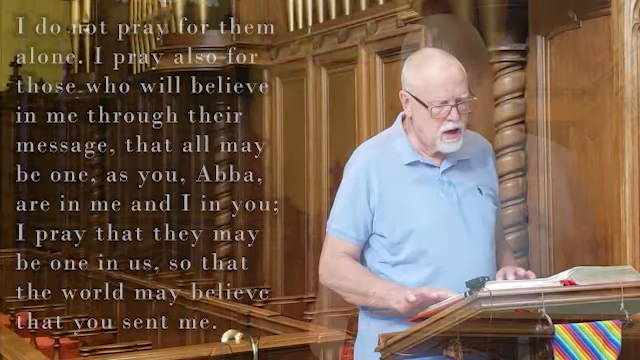 I do not pray for them
alone. I pray also for
those who will believe
in me through their
message, that all may
be one, as you, Abba,
are in me and I in you;
I pray that they may
be one in us, so that
the world may believe
that you sent me.